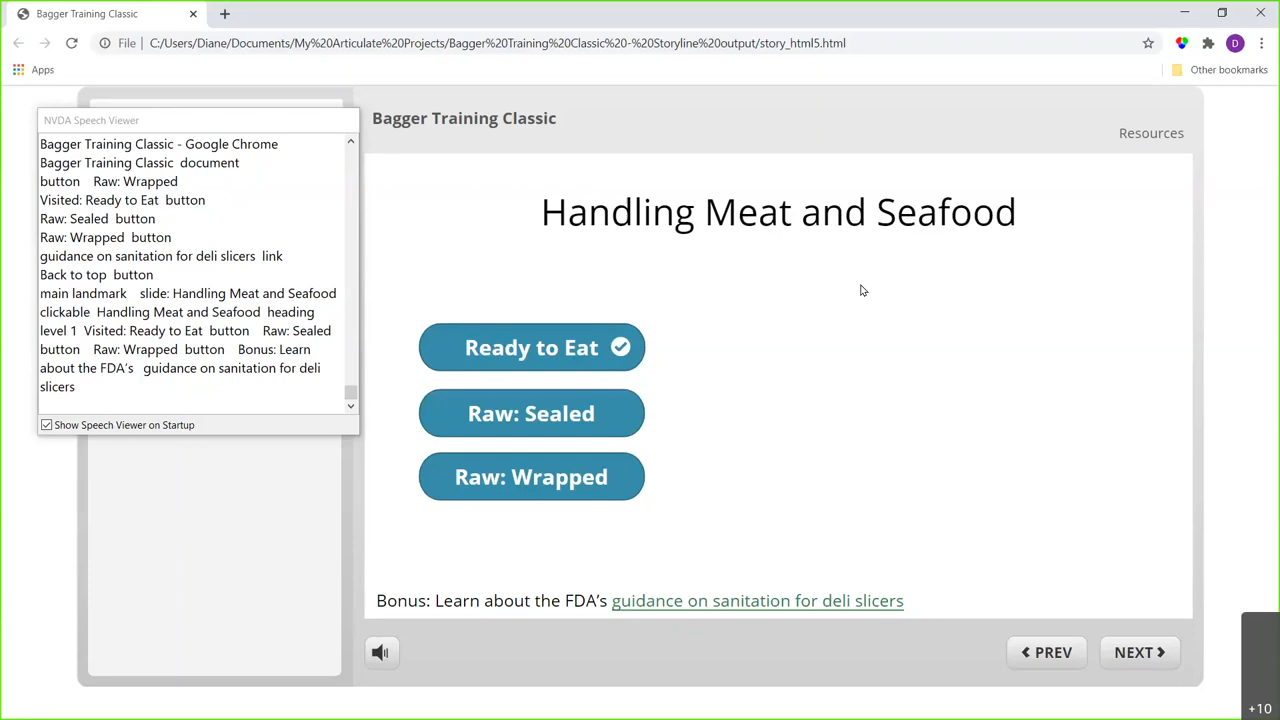 Bagger Training Classic
File
C:/Users/Diane/Documents/My%20Articulate%20Projects/Bagger%20Training%20Classic%20-%20Storyline%20output/story_html5.html
D
Apps
Other bookmarks
NVDA Speech Viewer
Bagger Training Classic - Google Chrome
Bagger Training Classic document
button Raw: Wrapped
Visited: Ready to Eat button
Raw: Sealed button
Raw: Wrapped button
guidance on sanitation for deli slicers link
Back to top button
main landmark slide: Handling Meat and Seafood
clickable Handling Meat and Seafood heading
level 1 Visited: Ready to Eat button Raw: Sealed
button Raw: Wrapped button Bonus: Learn
about the FDA's guidance on sanitation for deli
slicers
Show Speech Viewer on Startup
Bagger Training Classic
Resources
Handling Meat and Seafood
Ready to Eat
Raw: Sealed
Raw: Wrapped
Bonus: Learn about the FDA's guidance on sanitation for deli slicers
PREV
NEXT
+10